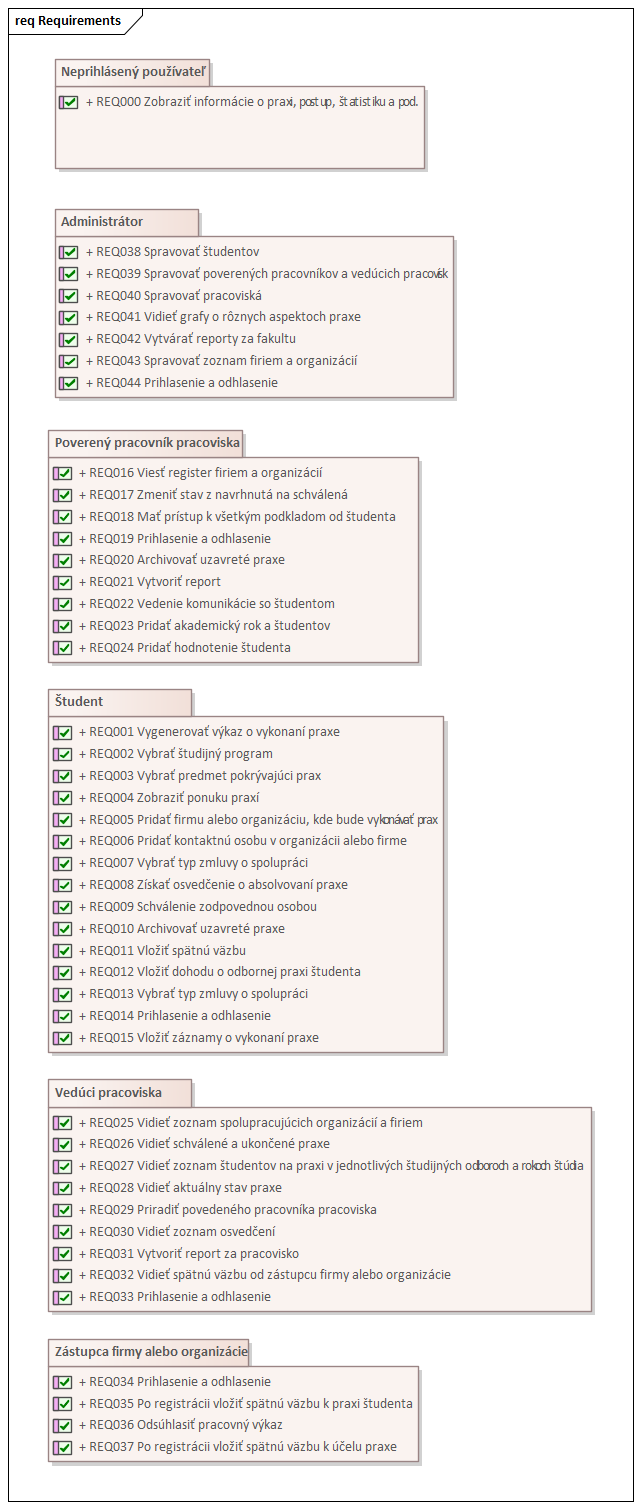 req Requirements
Neprihlásený používateľ
+ REQ000 Zobraziť informácie o praxi, postup, štatistiku a pod.
Administrátor
+ REQ038 Spravovať študentov
+ REQ039 Spravovať poverených pracovníkov a vedúcich pracovísk
+ REQ040 Spravovať pracoviská
+ REQ041 Vidieť grafy o rôznych aspektoch praxe
+ REQ042 Vytvárať reporty za fakultu
+ REQ043 Spravovať zoznam firiem a organizácií
+ REQ044 Prihlasenie a odhlasenie
Poverený pracovník pracoviska
+ REQ016 Viesť register firiem a organizácií
+ REQ017 Zmeniť stav z navrhnutá na schválená
+ REQ018 Mať prístup k všetkým podkladom od študenta
+ REQ019 Prihlasenie a odhlasenie
+ REQ020 Archivovať uzavreté praxe
+ REQ021 Vytvoriť report
+ REQ022 Vedenie komunikácie so študentom
+ REQ023 Pridať akademický rok a študentov
+ REQ024 Pridať hodnotenie študenta
Študent
+ REQ001 Vygenerovať výkaz o vykonaní praxe
+ REQ002 Vybrať študijný program
+ REQ003 Vybrať predmet pokrývajúci prax
+ REQ004 Zobraziť ponuku praxí
+ REQ005 Pridať firmu alebo organizáciu, kde bude vykonávať prax
+ REQ006 Pridať kontaktnú osobu v organizácii alebo firme
+ REQ007 Vybrať typ zmluvy o spolupráci
+ REQ008 Získať osvedčenie o absolvovaní praxe
+ REQ009 Schválenie zodpovednou osobou
+ REQ010 Archivovať uzavreté praxe
+ REQ011 Vložiť spätnú väzbu
+ REQ012 Vložiť dohodu o odbornej praxi študenta
+ REQ013 Vybrať typ zmluvy o spolupráci
+ REQ014 Prihlasenie a odhlasenie
+ REQ015 Vložiť záznamy o vykonaní praxe
Vedúci pracoviska
+ REQ025 Vidieť zoznam spolupracujúcich organizácií a firiem
+ REQ026 Vidieť schválené a ukončené praxe
+ REQ027 Vidieť zoznam študentov na praxi v jednotlivých študijných odboroch a rokoch štúdia
+ REQ028 Vidieť aktuálny stav praxe
+ REQ029 Priradiť povedeného pracovníka pracoviska
+ REQ030 Vidieť zoznam osvedčení
+ REQ031 Vytvoriť report za pracovisko
+ REQ032 Vidieť spätnú väzbu od zástupcu firmy alebo organizácie
+ REQ033 Prihlasenie a odhlasenie
Zástupca firmy alebo organizácie
+ REQ034 Prihlasenie a odhlasenie
+ REQ035 Po registrácii vložiť spätnú väzbu k praxi študenta
+ REQ036 Odsúhlasiť pracovný výkaz
+ REQ037 Po registrácii vložiť spätnú väzbu k účelu praxe